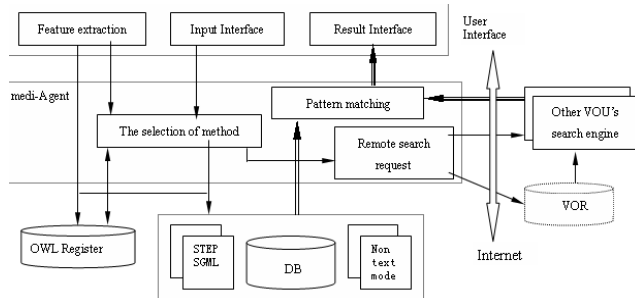 User
Interface
Feature extraction
Input Interface
Result Interface
medi-Agent
Pattern matching
Other VOU's
search engine
The selection of method
Remote search
request
VOR
OWL Register
STEP
SGML
DB
Non
text
mode
Internet